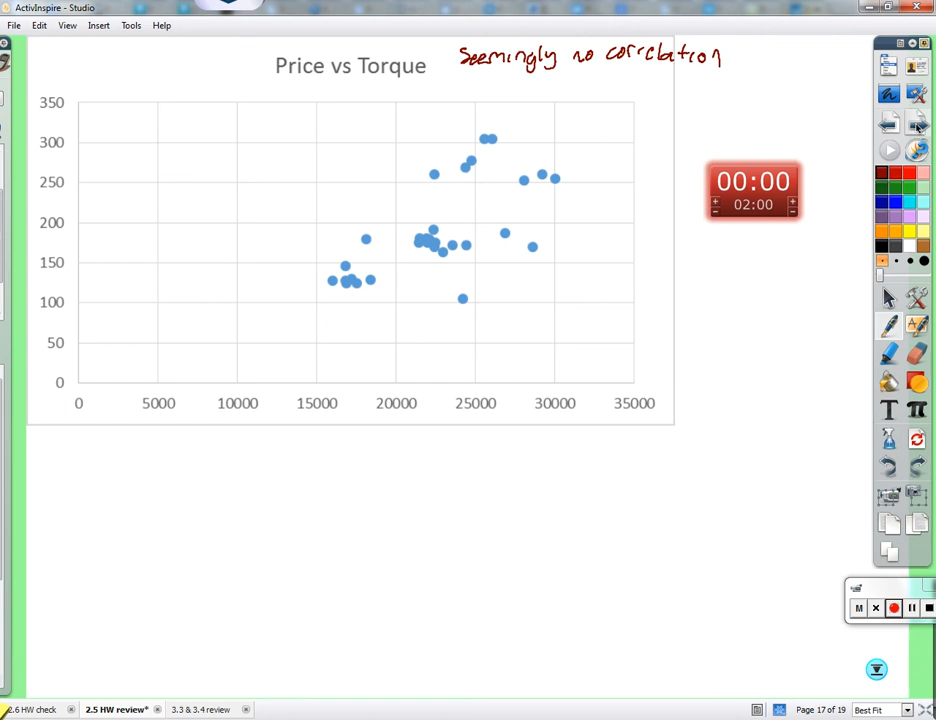 ActivInspire - Studio
File Edit View Insert Tools Help
Price vs Torque
Seemingly no correlation
350
300
250
200
150
100
50
0
0 5000 10000 15000 20000 25000 30000 35000
00:00
02:00
T π
M
2.6 HW check 2.5 HW review* 3.3 & 3.4 review
Page 17 of 19 Best Fit